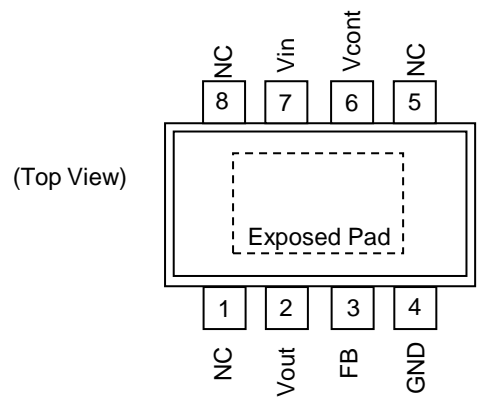 NC Vin Vcont NC
8 7 6 5
(Top View)
Exposed Pad
1 2 3 4
NC Vout FB GND